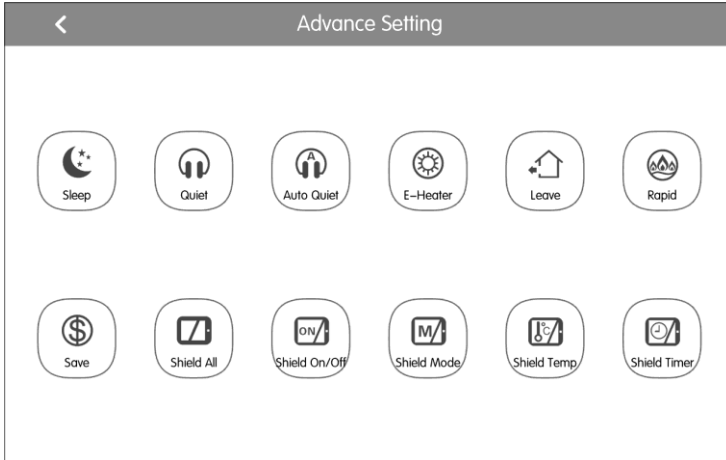 Advance Setting
Sleep
Quiet
A
Auto Quiet
E-Heater
Leave
Rapid
$
Save
Shield All
ON
Shield On/Off
M
Shield Mode
°C
Shield Temp
Shield Timer